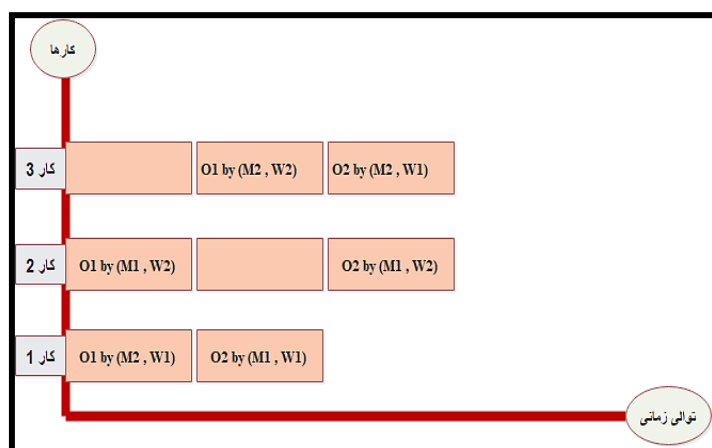 کارها
کار 3
O1 by (M2 , W2)
O2 by (M2 , W1)
کار 2
O1 by (M1 , W2)
O2 by (M1 , W2)
کار 1
O1 by (M2 , W1)
O2 by (M1 , W1)
توالی زمانی